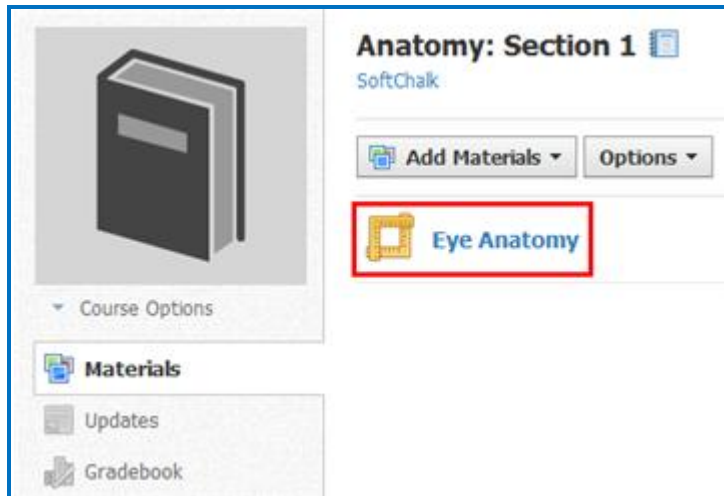 Anatomy: Section 1
SoftChalk
Add Materials
Options
Eye Anatomy
Course Options
Materials
Updates
Gradebook